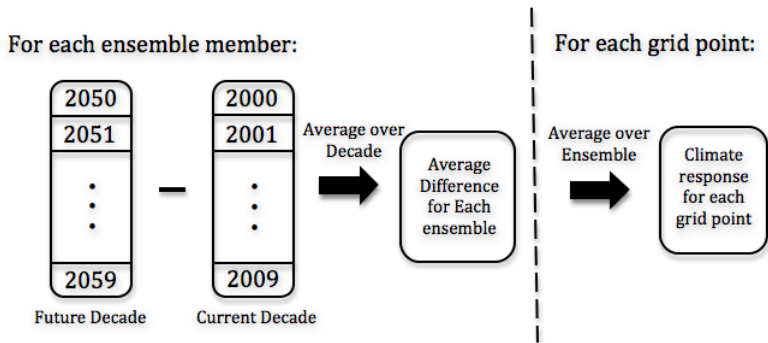 For each ensemble member:
2050
2051
2059
Future Decade
2000
2001
2009
Current Decade
Average over
Decade
Average
Difference
for Each
ensemble
For each grid point:
Average over
Ensemble
Climate
response
for each
grid point